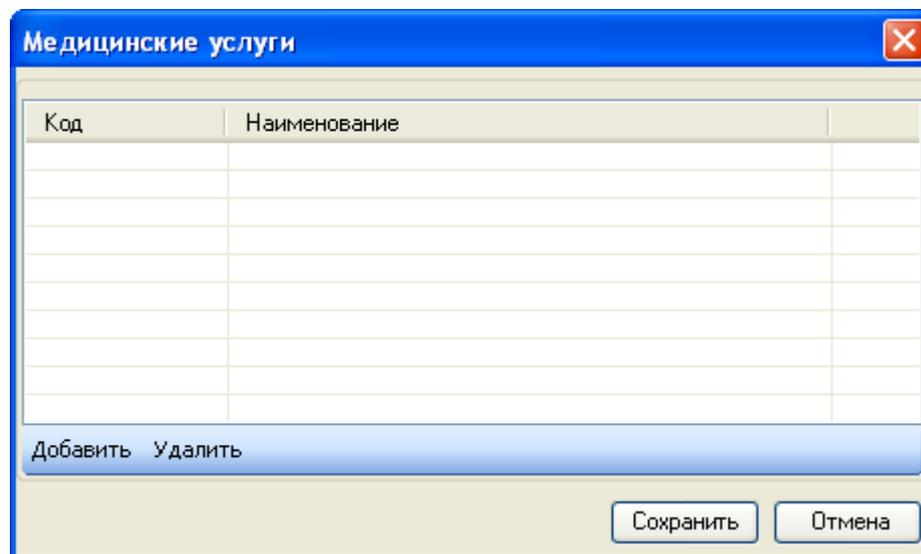 Медицинские услуги
Код Наименование
Добавить Удалить
Сохранить Отмена